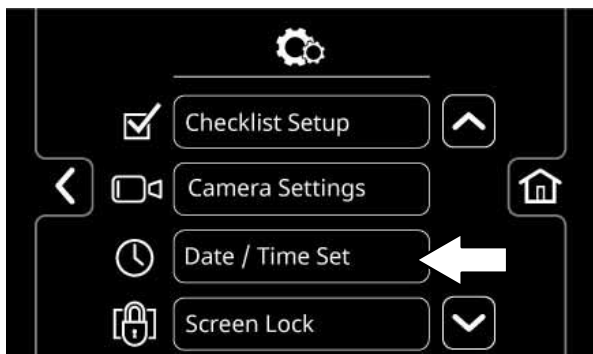 Checklist Setup
Camera Settings
Date / Time Set
Screen Lock